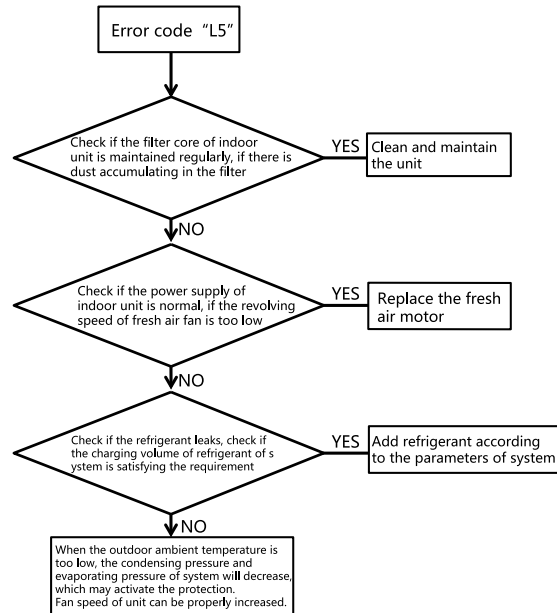 Error code “L5”
Check if the filter core of indoor
unit is maintained regularly, if there is
dust accumulating in the filter
YES
Clean and maintain
the unit
NO
Check if the power supply of
indoor unit is normal, if the revolving
speed of fresh air fan is too low
YES
Replace the fresh
air motor
NO
Check if the refrigerant leaks, check if
the charging volume of refrigerant of s
ystem is satisfying the requirement
YES
Add refrigerant according
to the parameters of system
NO
When the outdoor ambient temperature is
too low, the condensing pressure and
evaporating pressure of system will decrease,
which may activate the protection.
Fan speed of unit can be properly increased.